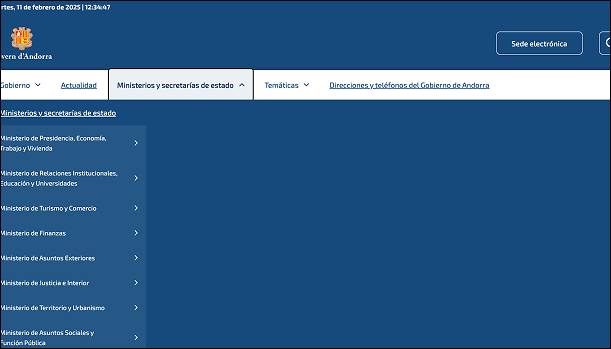 rtes, 11 de febrero de 2025 | 12:34:47
vern d'Andorra
Sede electrónica
Gobierno
Actualidad
Ministerios y secretarías de estado
Temáticas
Direcciones y teléfonos del Gobierno de Andorra
Ministerios y secretarías de estado
Ministerio de Presidencia, Economía,
Trabajo y Vivienda
Ministerio de Relaciones Institucionales,
Educación y Universidades
Ministerio de Turismo y Comercio
Ministerio de Finanzas
Ministerio de Asuntos Exteriores
Ministerio de Justicia e Interior
Ministerio de Territorio y Urbanismo
Ministerio de Asuntos Sociales y
Función Pública